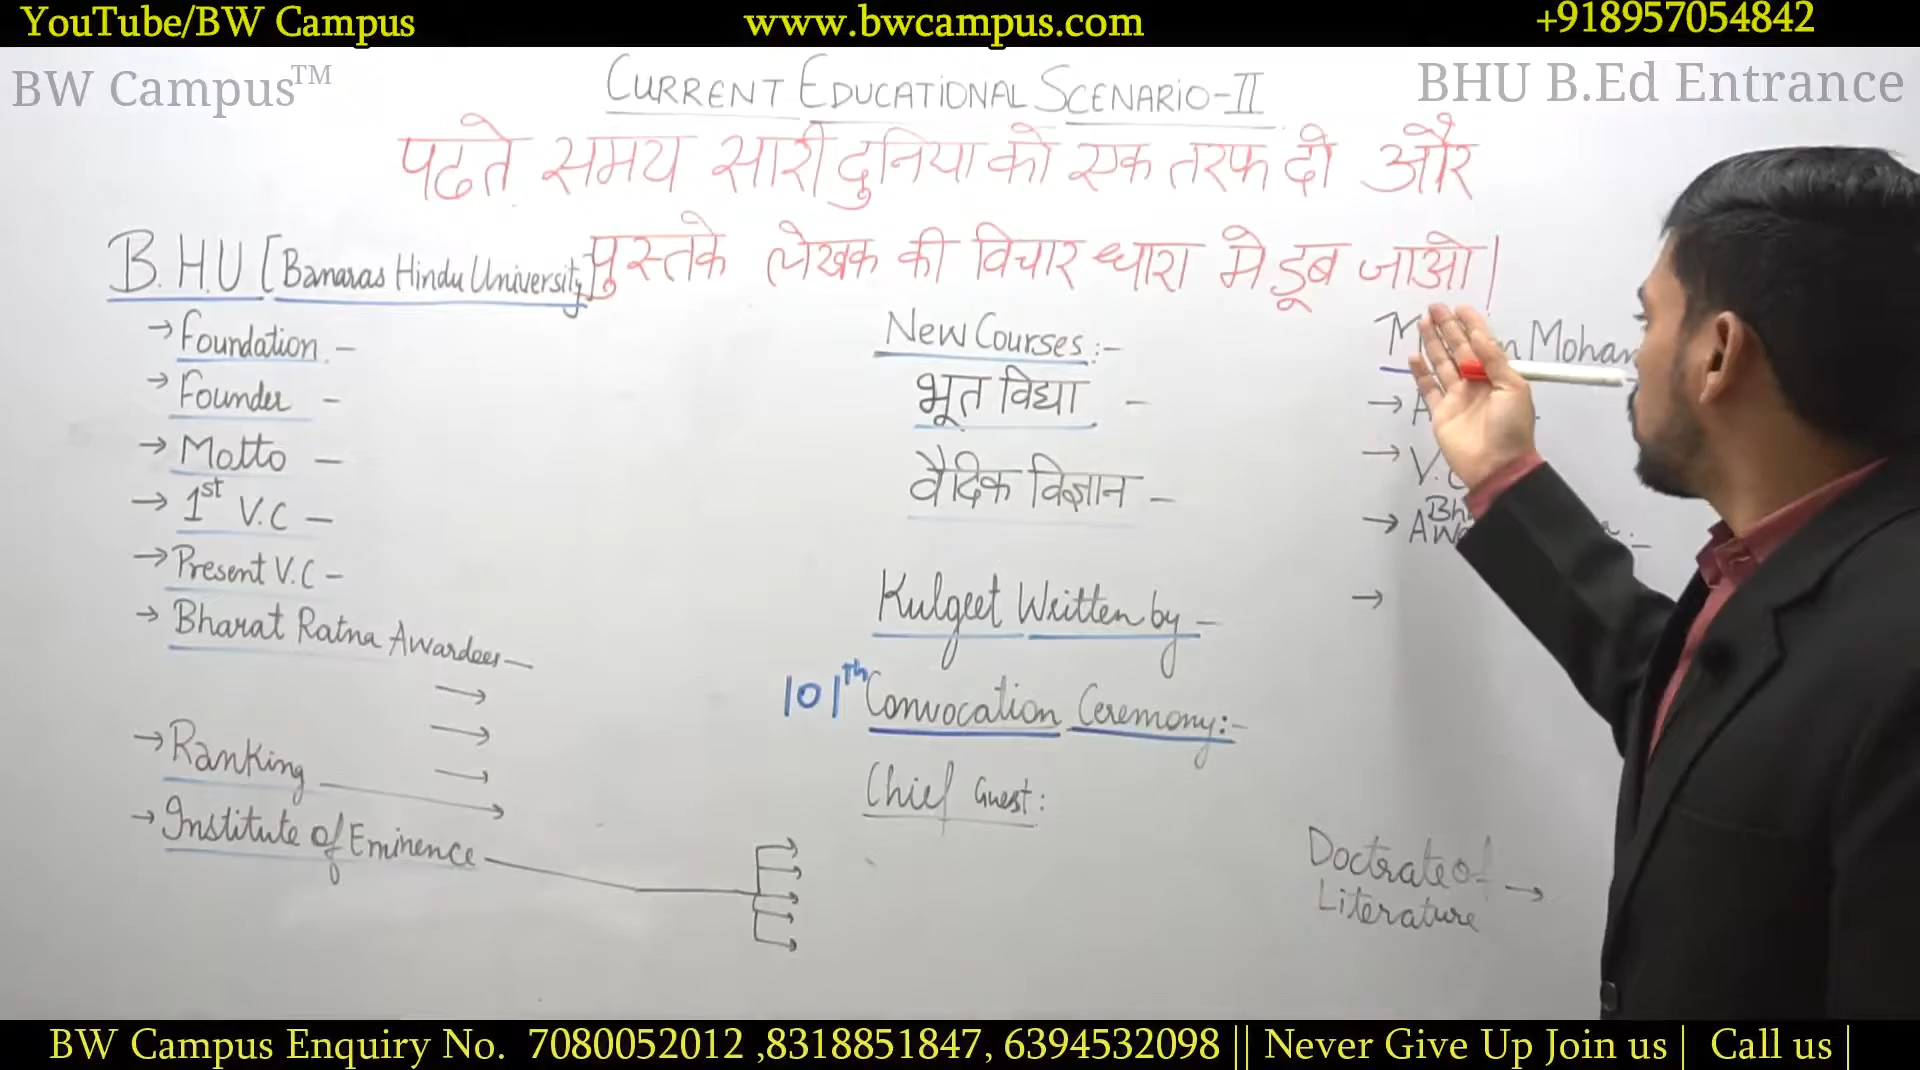 YouTube/BW Campus www.bwcampus.com +918957054842
BW Campus™ BHU B.Ed Entrance
CURRENT EDUCATIONAL SCENARIO-II
पढते समय सारी दुनिया को एक तरफ दो और
पुस्तके लेखक की विचार धारा मे डूब जाओ।
B.H.U [Banaras Hindu University]
→ Foundation -
→ Founder -
→ Motto -
→ 1st V.C -
→ Present V.C -
→ Bharat Ratna Awardees -
→ Ranking
→ Institute of Eminence
New Courses:-
भूत विद्या -
वैदिक विज्ञान -
Kulgeet Written by -
101th Convocation Ceremony:-
Chief Guest:
Mohan
Doctrate of
Literature →
BW Campus Enquiry No. 7080052012 ,8318851847, 6394532098 || Never Give Up Join us | Call us |